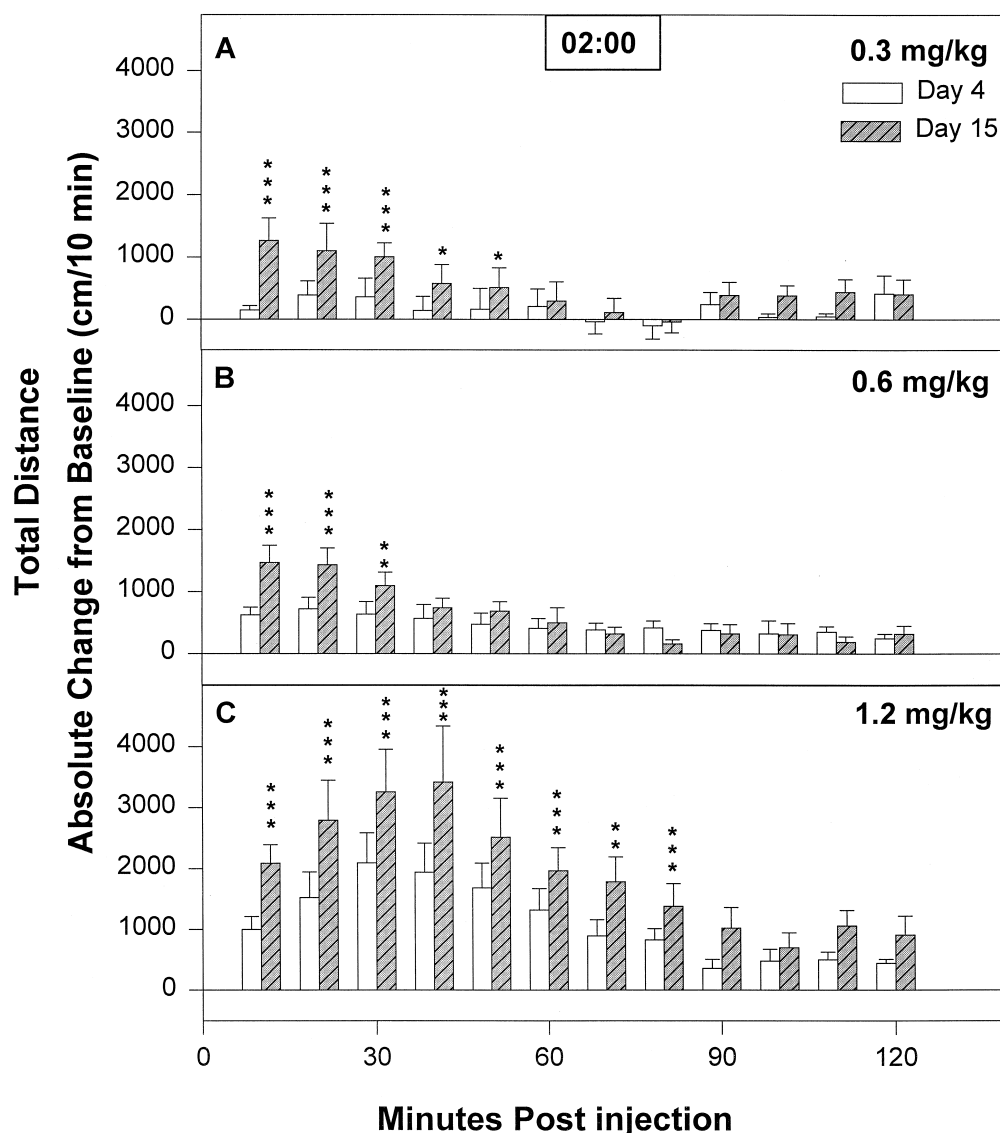 02:00
A
0.3 mg/kg
Day 4
Day 15
4000
3000
2000
1000
0
***
***
***
*
*
B
0.6 mg/kg
4000
3000
2000
1000
0
***
***
**
C
1.2 mg/kg
4000
3000
2000
1000
0
***
***
***
***
***
***
**
***
0 30 60 90 120
Minutes Post injection
Total Distance
Absolute Change from Baseline (cm/10 min)